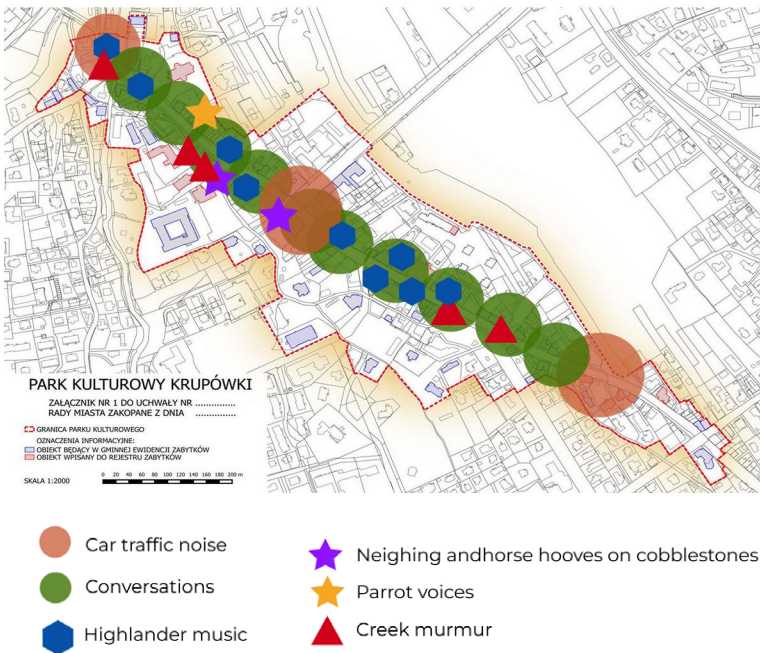 PARK KULTUROWY KRUPÓWKI
ZAŁĄCZNIK NR 1 DO UCHWAŁY NR ...............
RADY MIASTA ZAKOPANE Z DNIA ...............
GRANICA PARKU KULTUROWEGO
OZNACZENIA INFORMACYJNE:
OBIEKT BĘDĄCY W GMINNEJ EWIDENCJI ZABYTKÓW
OBIEKT WPISANY DO REJESTRU ZABYTKÓW
SKALA 1:2000
0 20 40 60 80 100 120 140 160 180 200 m
Car traffic noise
Conversations
Highlander music
Neighing andhorse hooves on cobblestones
Parrot voices
Creek murmur